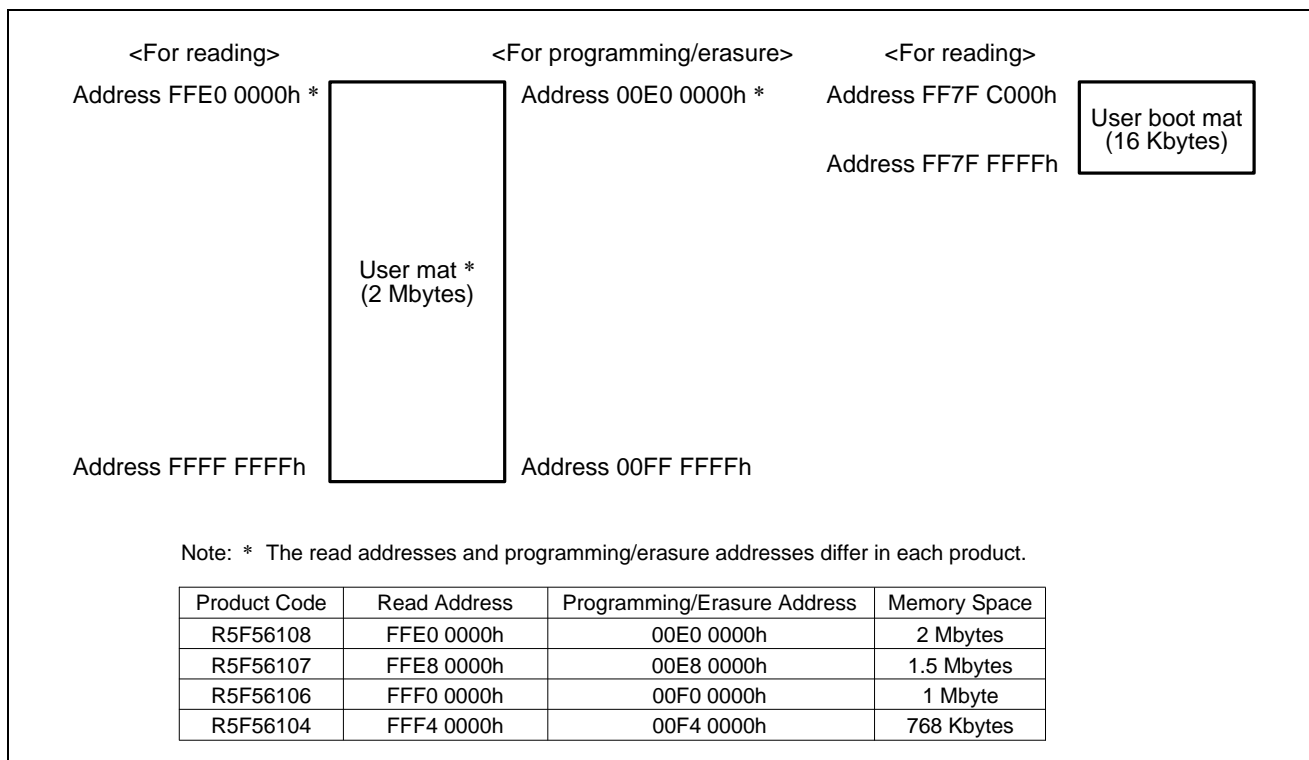 <For reading> <For programming/erasure> <For reading>
Address FFE0 0000h * Address 00E0 0000h * Address FF7F C000h
User boot mat
(16 Kbytes)
Address FF7F FFFFh
User mat *
(2 Mbytes)
Address FFFF FFFFh Address 00FF FFFFh
Note: * The read addresses and programming/erasure addresses differ in each product.
Product Code Read Address Programming/Erasure Address Memory Space
R5F56108 FFE0 0000h 00E0 0000h 2 Mbytes
R5F56107 FFE8 0000h 00E8 0000h 1.5 Mbytes
R5F56106 FFF0 0000h 00F0 0000h 1 Mbyte
R5F56104 FFF4 0000h 00F4 0000h 768 Kbytes